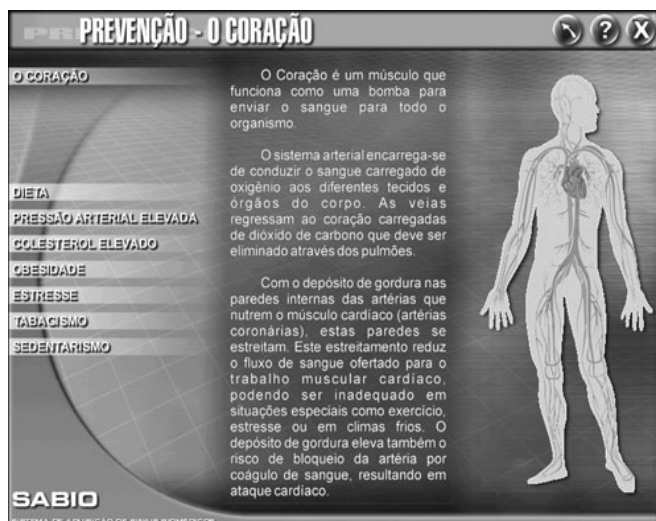 PREVENÇÃO - O CORAÇÃO
? X
O CORAÇÃO
DIETA
PRESSÃO ARTERIAL ELEVADA
COLESTEROL ELEVADO
OBESIDADE
ESTRESSE
TABAGISMO
SEDENTARISMO
O Coração é um músculo que
funciona como uma bomba para
enviar o sangue para todo o
organismo.
O sistema arterial encarrega-se
de conduzir o sangue carregado de
oxigênio aos diferentes tecidos e
órgãos do corpo. As veias
regressam ao coração carregadas
de dióxido de carbono que deve ser
eliminado através dos pulmões.
Com o depósito de gordura nas
paredes internas das artérias que
nutrem o músculo cardíaco (artérias
coronárias), estas paredes se
estreitam. Este estreitamento reduz
o fluxo de sangue ofertado para o
trabalho muscular cardíaco,
podendo ser inadequado em
situações especiais como exercício,
estresse ou em climas frios. O
depósito de gordura eleva também o
risco de bloqueio da artéria por
coágulo de sangue, resultando em
ataque cardíaco.
SABIO